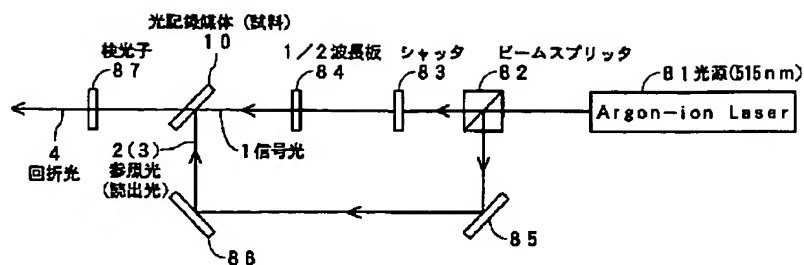 光記録媒体 (試料)
10
検光子
87
1/2波長板
84
シャッタ
83
ビームスプリッタ
82
81光源(515nm)
Argon-ion Laser
4
回折光
2(3)
参照光
(読出光)
1信号光
86
85